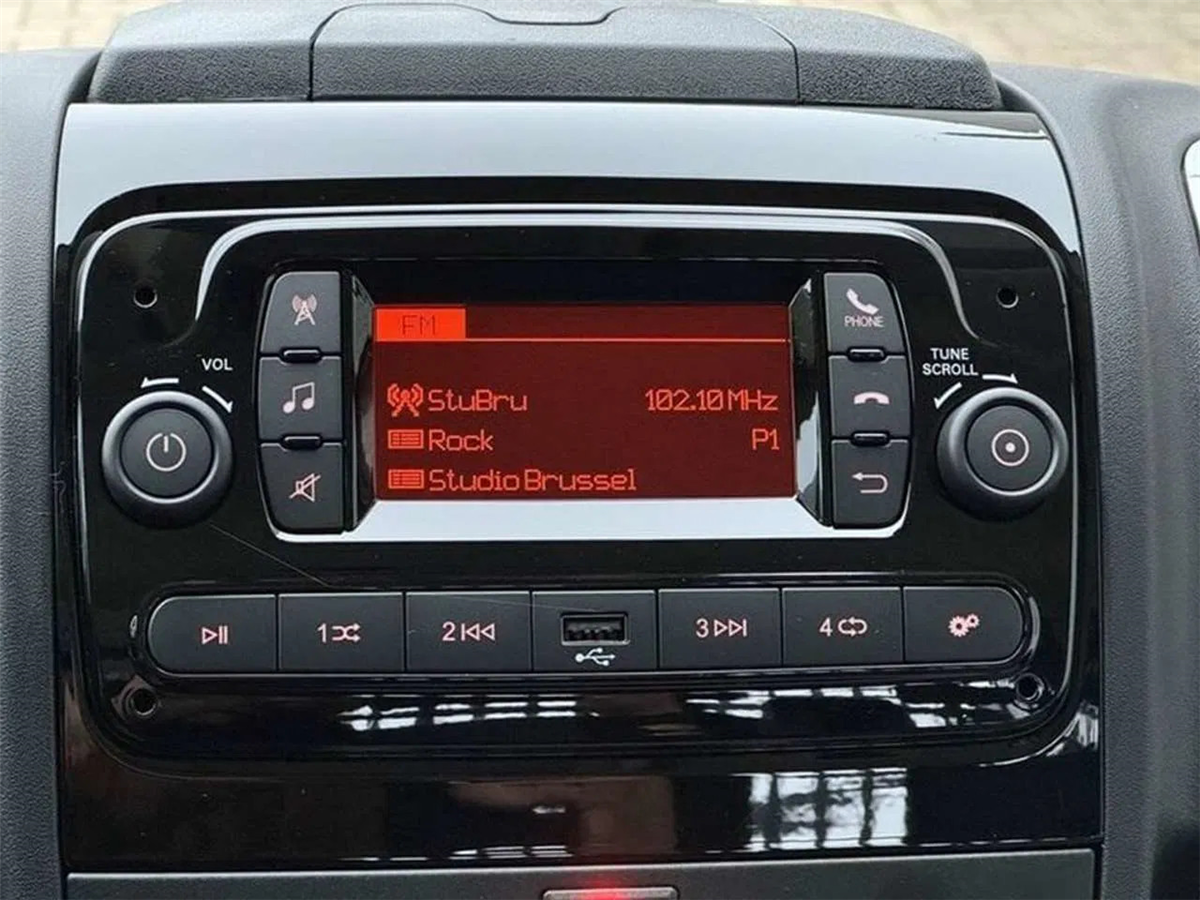 FM
StuBru 102.10 MHz
Rock P1
Studio Brussel
VOL
PHONE
TUNE
SCROLL
1
2
3
4